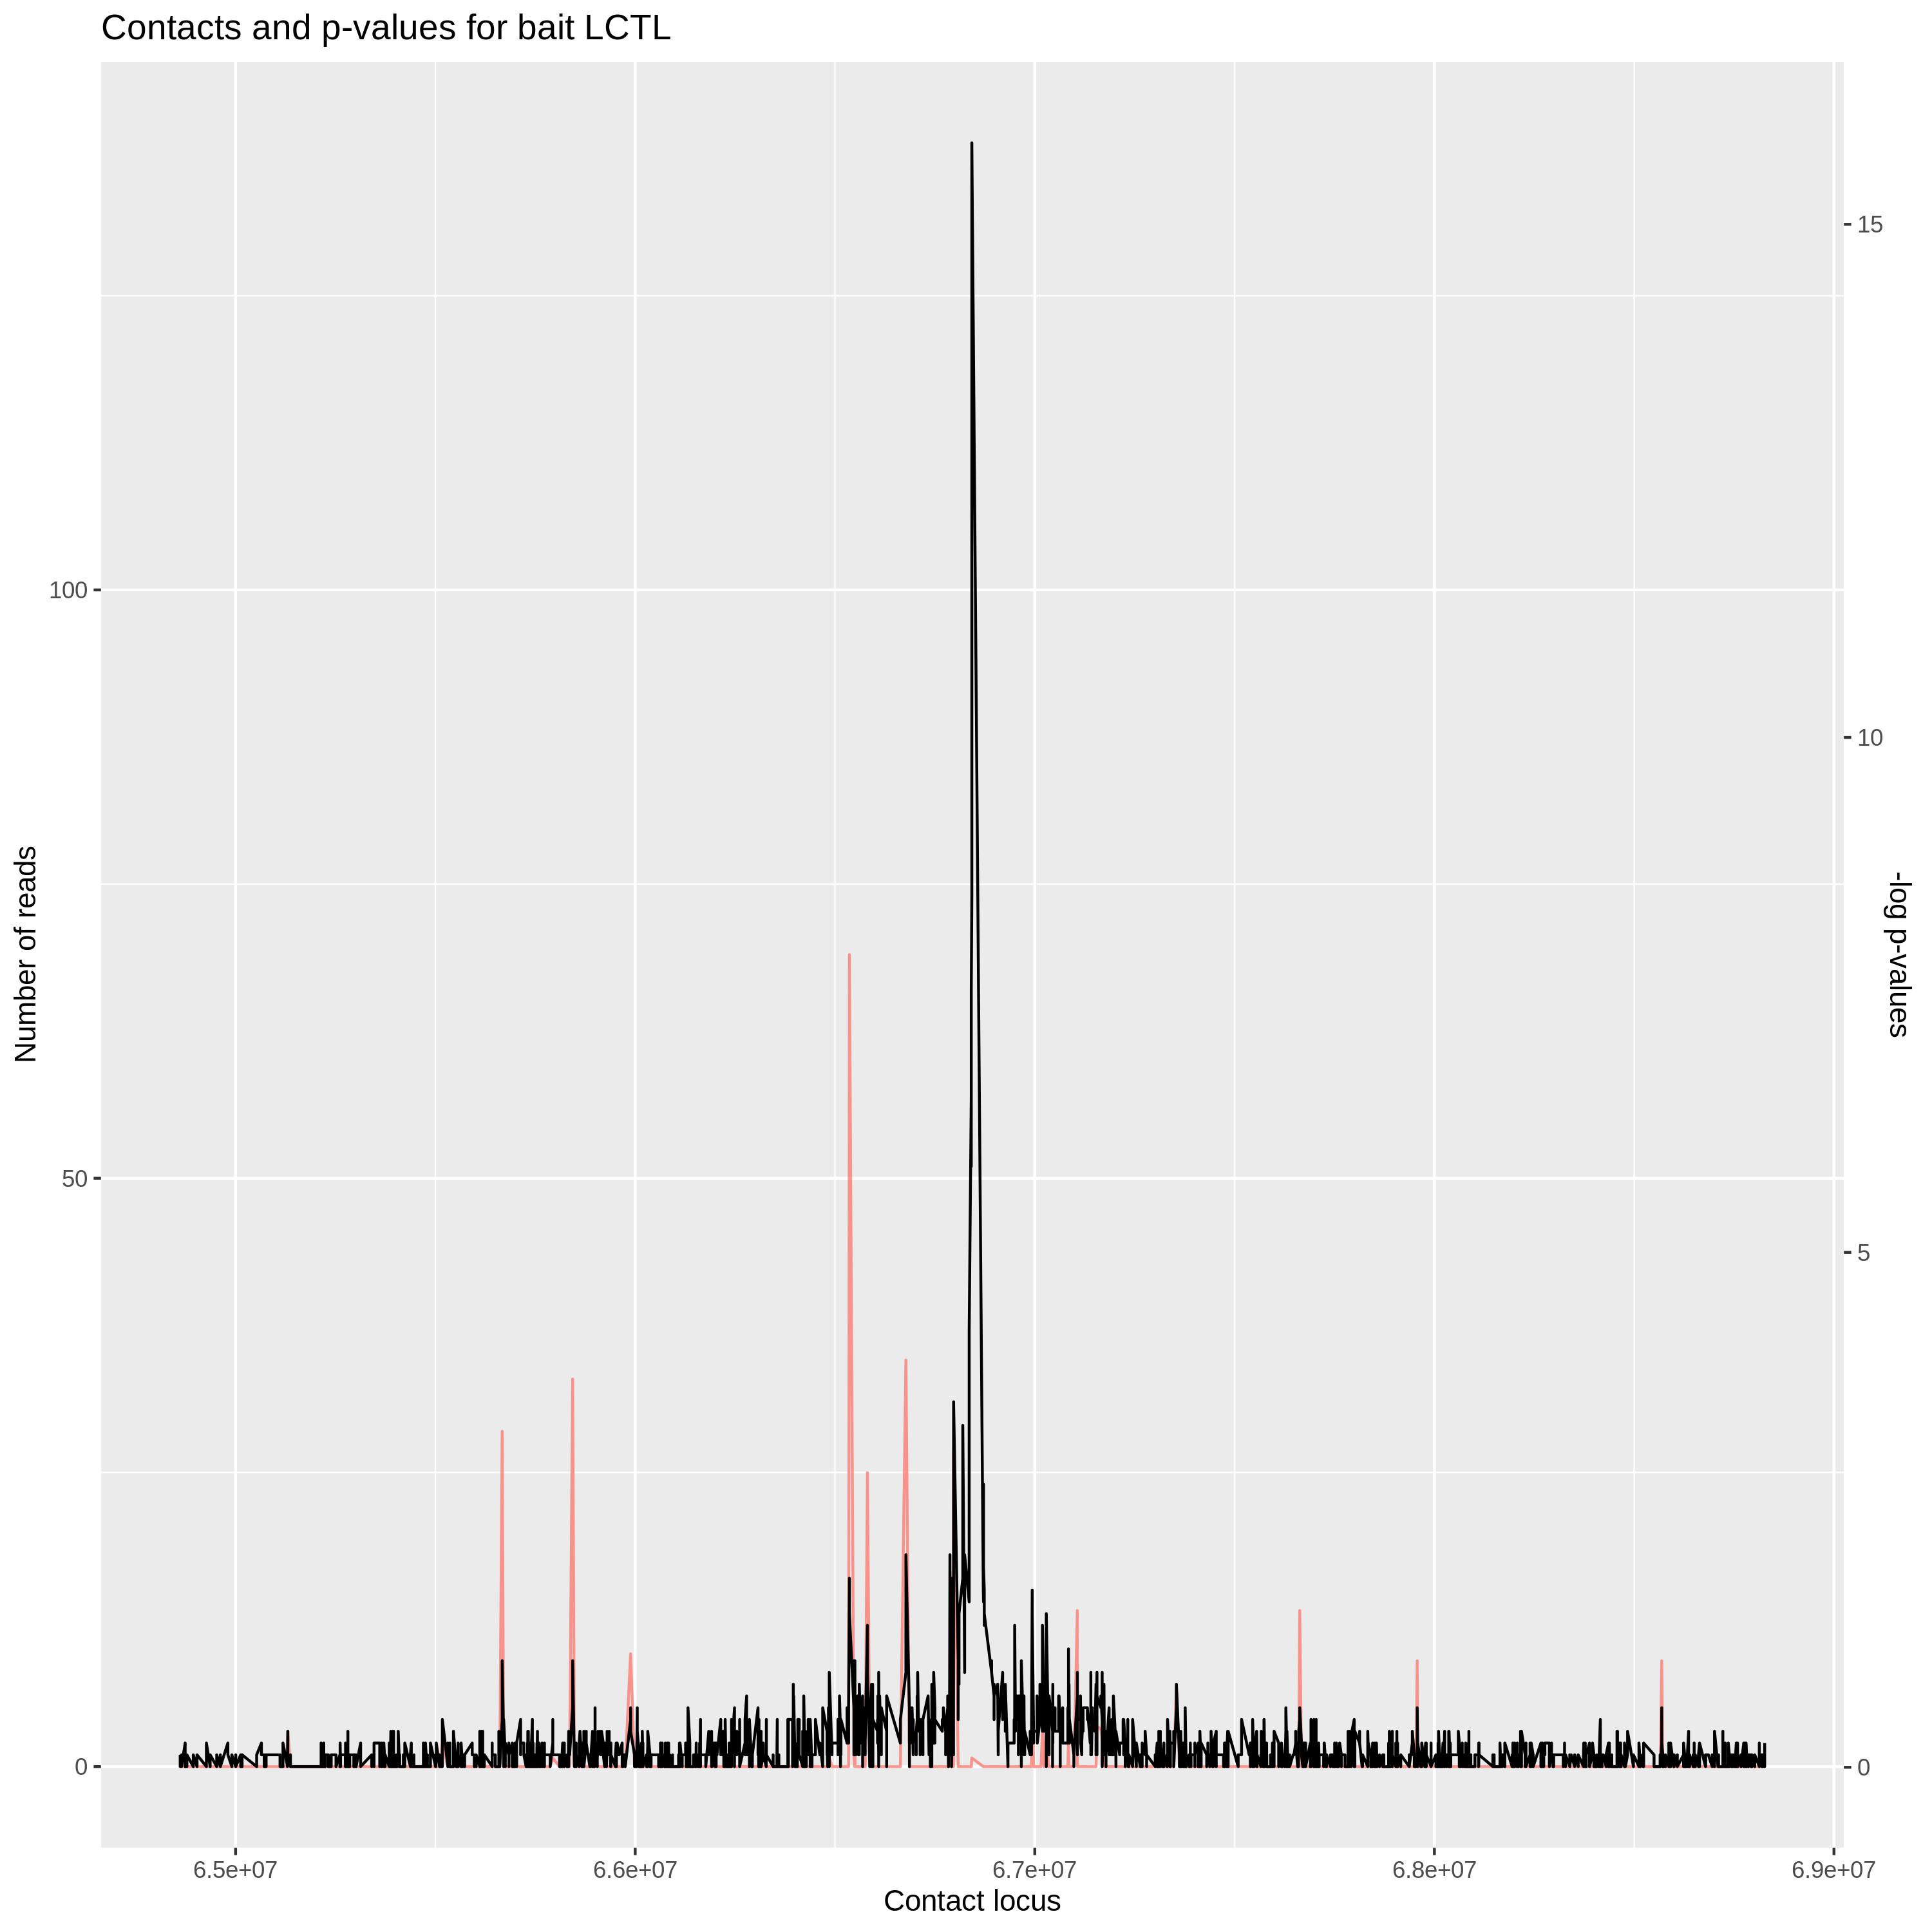 Contacts and p-values for bait LCTL
Number of reads
100
50
0
15
10
5
0
-log p-values
6.5e+07 6.6e+07 6.7e+07 6.8e+07 6.9e+07
Contact locus